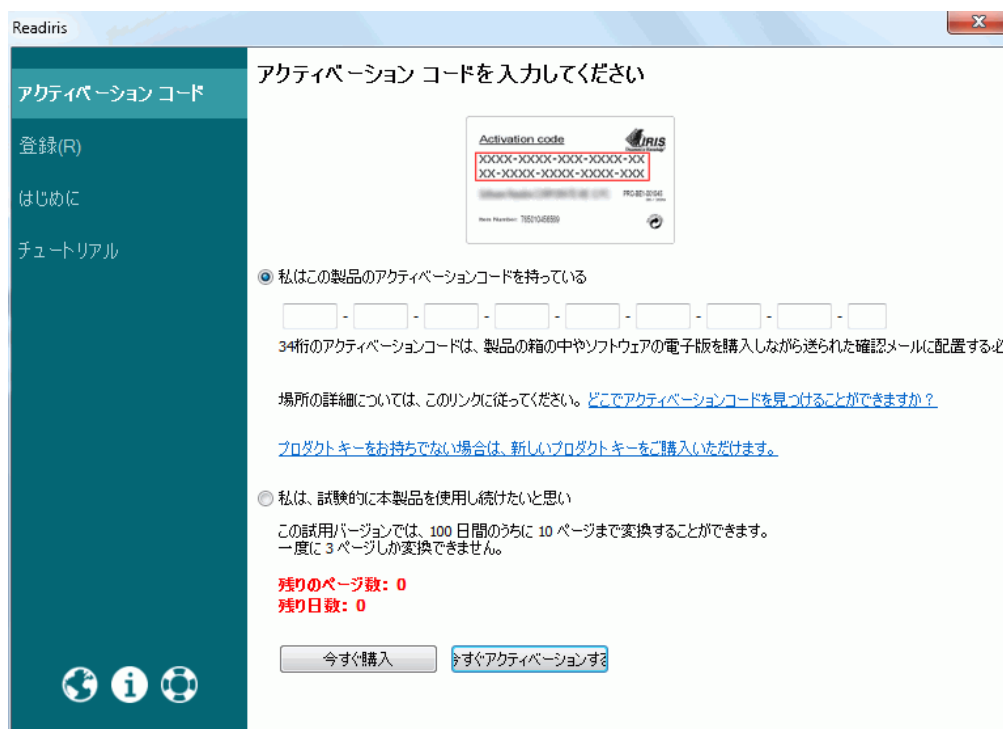 Readiris
アクティベーション コード
登録(R)
はじめに
チュートリアル
アクティベーション コードを入力してください
Activation code
IRIS
XXXX-XXXX-XXX-XXXX-XX
XX-XXXX-XXXX-XXXX-XXX
Item Number: 765010456589
私はこの製品のアクティベーションコードを持っている
- - - - - - - -
34桁のアクティベーションコードは、製品の箱の中やソフトウェアの電子版を購入しながら送られた確認メールに配置する必
場所の詳細については、このリンクに従ってください。どこでアクティベーションコードを見つけることができますか？
プロダクト キーをお持ちでない場合は、新しいプロダクト キーをご購入いただけます。
私は、試験的に本製品を使用し続けたいと思い
この試用バージョンでは、100 日間のうちに 10 ページまで変換することができます。
一度に 3 ページしか変換できません。
残りのページ数: 0
残り日数: 0
今すぐ購入
すぐアクティベーションす